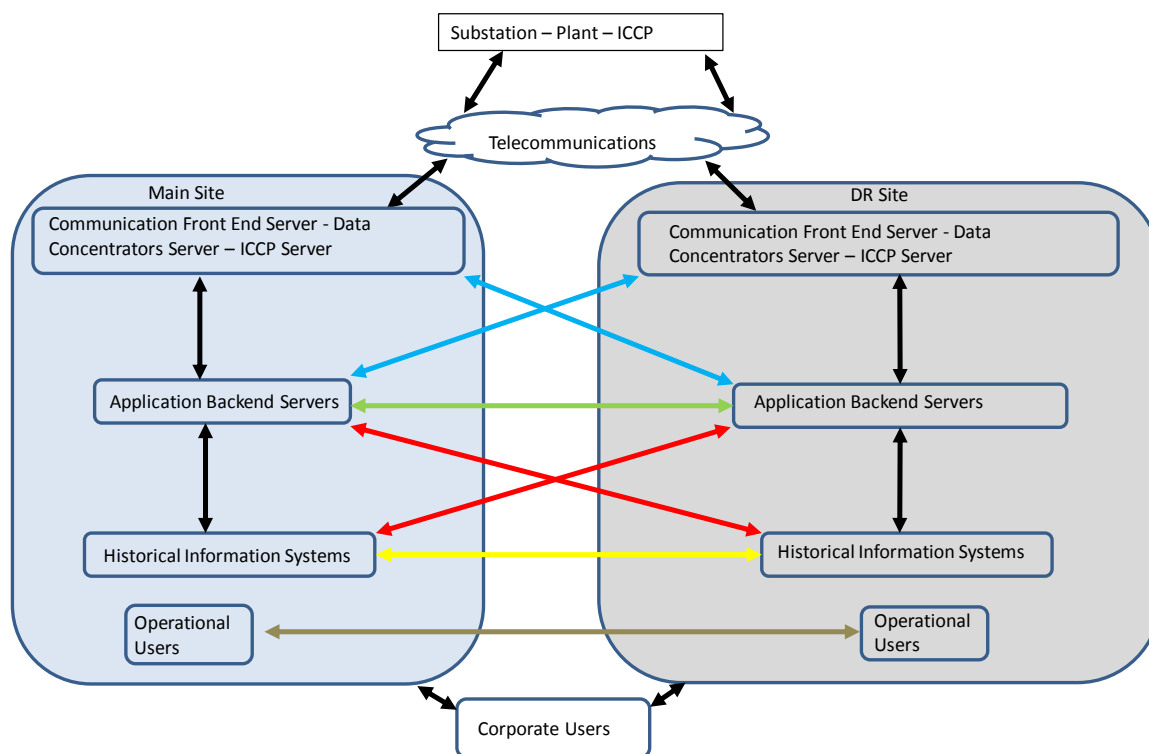 Substation – Plant – ICCP
Telecommunications
Main Site
Communication Front End Server - Data
Concentrators Server – ICCP Server
Application Backend Servers
Historical Information Systems
Operational
Users
DR Site
Communication Front End Server - Data
Concentrators Server – ICCP Server
Application Backend Servers
Historical Information Systems
Operational
Users
Corporate Users